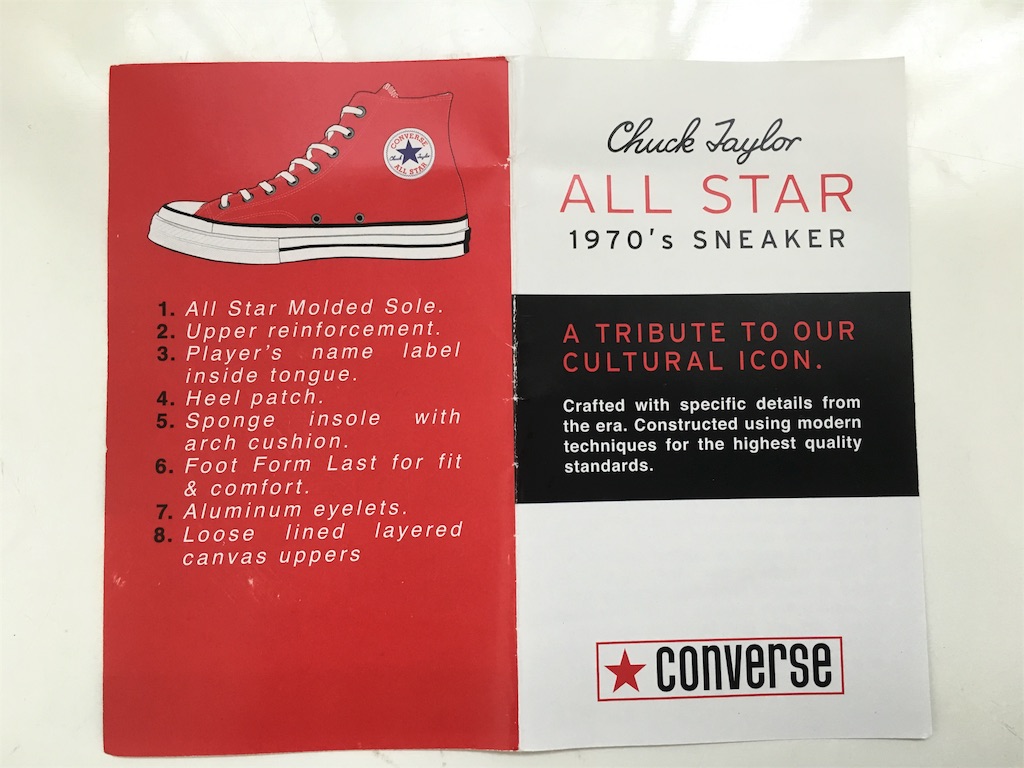 CONVERSE
Chuck Taylor
ALL STAR
1. All Star Molded Sole.
2. Upper reinforcement.
3. Player's name label
inside tongue.
4. Heel patch.
5. Sponge insole with
arch cushion.
6. Foot Form Last for fit
& comfort.
7. Aluminum eyelets.
8. Loose lined layered
canvas uppers
Chuck Taylor
ALL STAR
1970's SNEAKER
A TRIBUTE TO OUR
CULTURAL ICON.
Crafted with specific details from
the era. Constructed using modern
techniques for the highest quality
standards.
CONVERSE